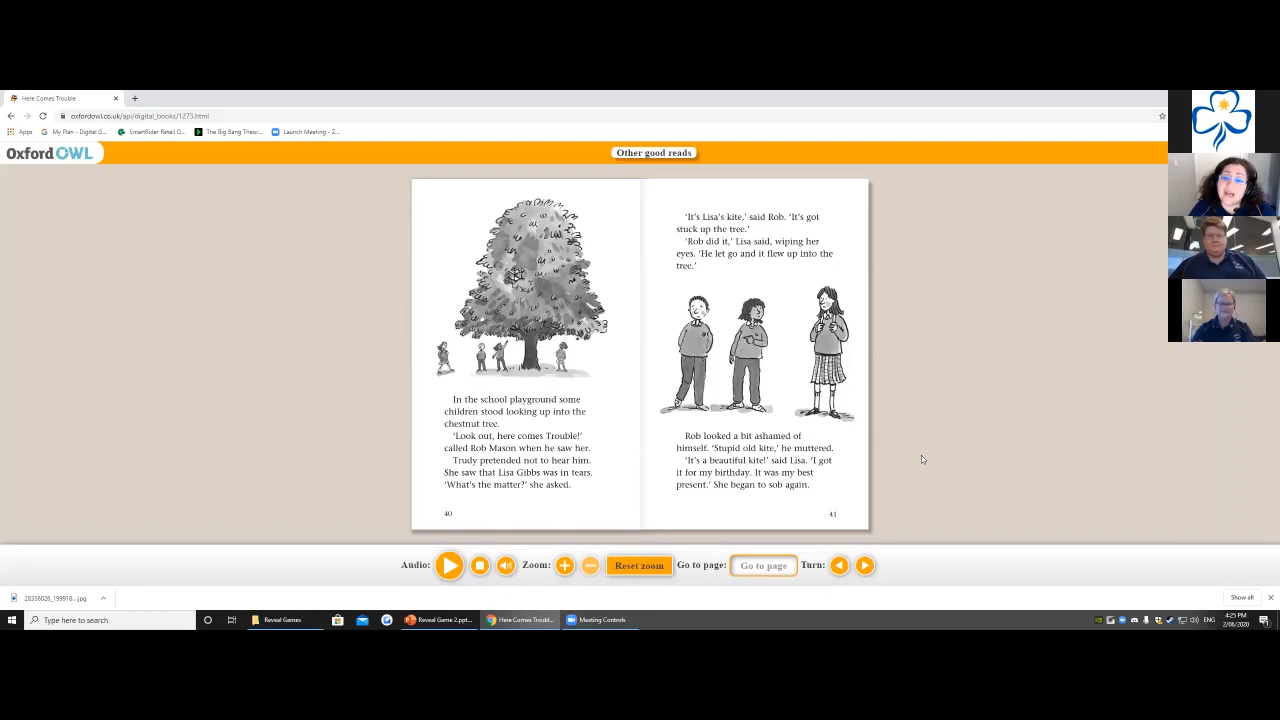 Here Comes Trouble
oxfordowl.co.uk/api/digital_books/1273.html
Apps
My Plan - Digital G...
SmartRider Retail O...
The Big Bang Theor...
Launch Meeting - Z...
Oxford OWL
Other good reads
In the school playground some
children stood looking up into the
chestnut tree.
‘Look out, here comes Trouble!’
called Rob Mason when he saw her.
Trudy pretended not to hear him.
She saw that Lisa Gibbs was in tears.
‘What’s the matter?’ she asked.
40
‘It’s Lisa’s kite,’ said Rob. ‘It’s got
stuck up the tree.’
‘Rob did it,’ Lisa said, wiping her
eyes. ‘He let go and it flew up into the
tree.’
Rob looked a bit ashamed of
himself. ‘Stupid old kite,’ he muttered.
‘It’s a beautiful kite!’ said Lisa. ‘I got
it for my birthday. It was my best
present.’ She began to sob again.
41
Audio:
Zoom:
Reset zoom
Go to page:
Go to page
Turn:
28336026_199918....jpg
Show all
Type here to search
Reveal Games
Reveal Game 2.ppt...
Here Comes Troubl...
Meeting Controls
ENG
4:25 PM
2/06/2020